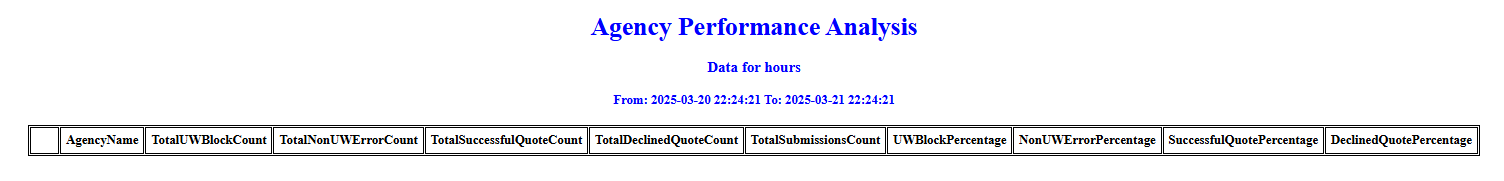 Agency Performance Analysis
Data for hours
From: 2025-03-20 22:24:21 To: 2025-03-21 22:24:21
AgencyName TotalUWBlockCount TotalNonUWErrorCount TotalSuccessfulQuoteCount TotalDeclinedQuoteCount TotalSubmissionsCount UWBlockPercentage NonUWErrorPercentage SuccessfulQuotePercentage DeclinedQuotePercentage